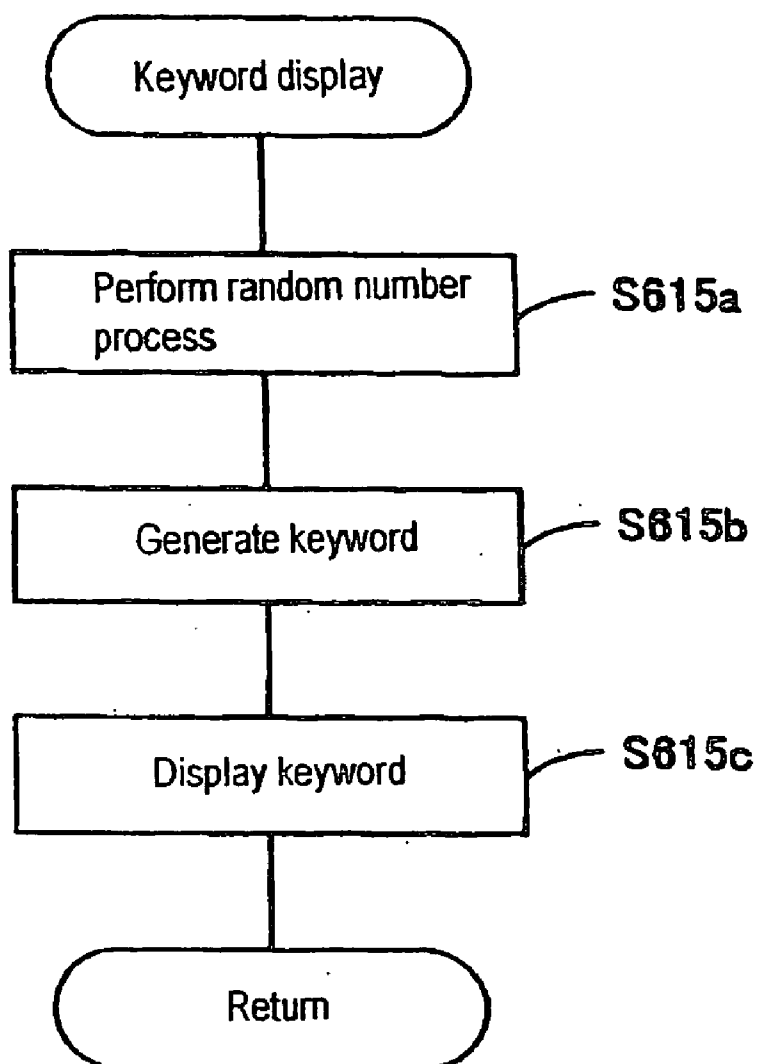 Keyword display
Perform random number
process
S615a
Generate keyword
S615b
Display keyword
S615c
Return